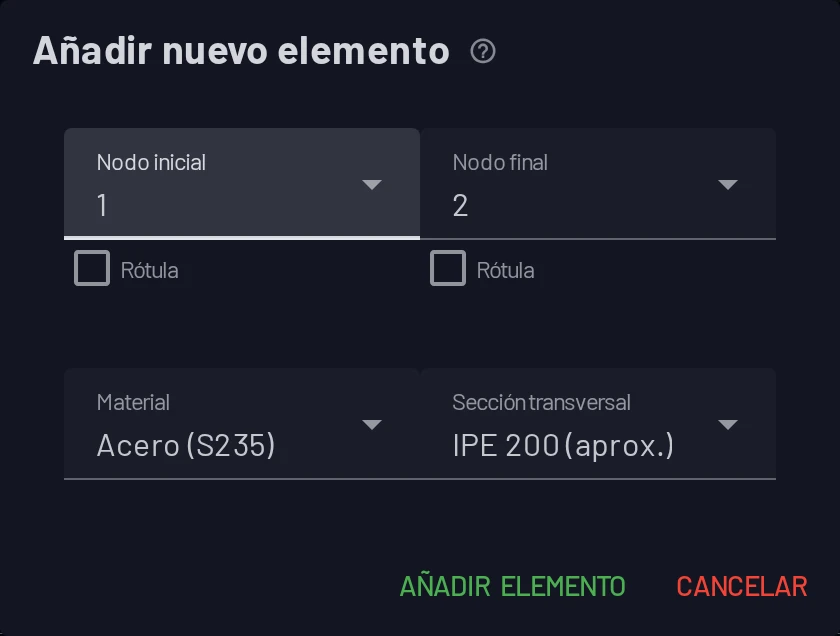 Añadir nuevo elemento ?
Nodo inicial
1
Nodo final
2
Rótula
Rótula
Material
Acero (S235)
Sección transversal
IPE 200 (aprox.)
AÑADIR ELEMENTO
CANCELAR